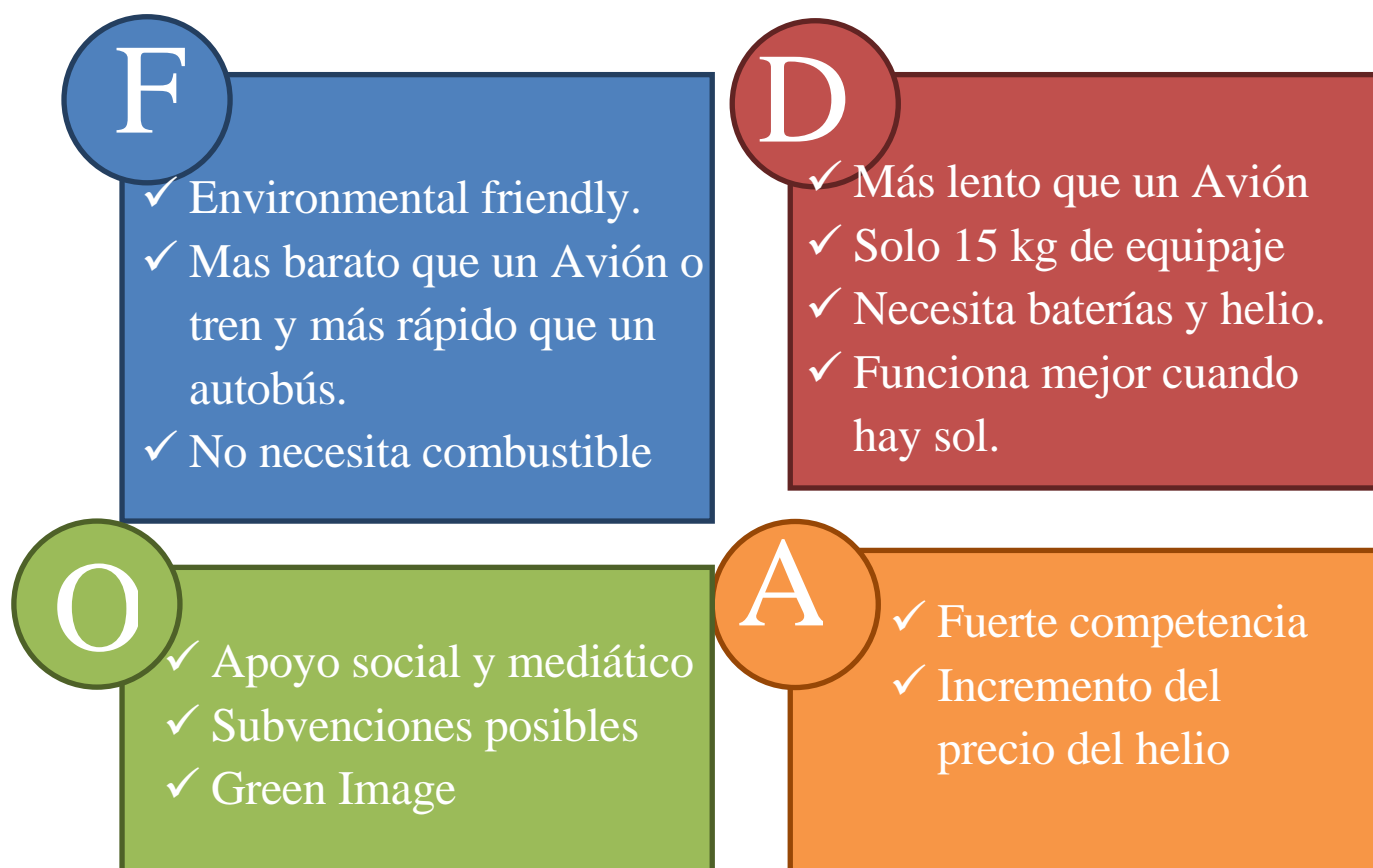 F
✓ Environmental friendly.
✓ Mas barato que un Avión o
tren y más rápido que un
autobús.
✓ No necesita combustible
D
✓ Más lento que un Avión
✓ Solo 15 kg de equipaje
✓ Necesita baterías y helio.
✓ Funciona mejor cuando
hay sol.
O
✓ Apoyo social y mediático
✓ Subvenciones posibles
✓ Green Image
A
✓ Fuerte competencia
✓ Incremento del
precio del helio